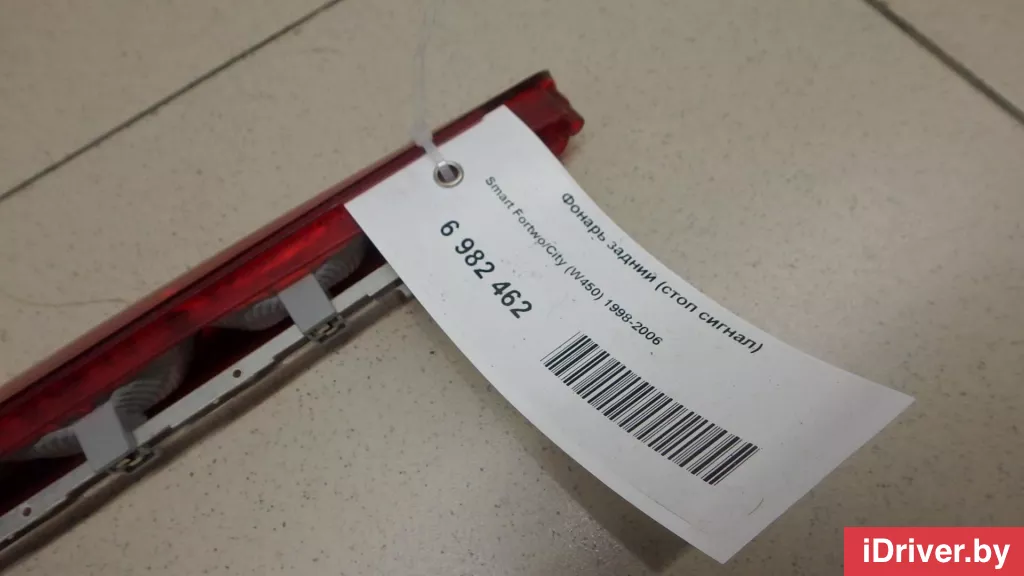 Фонарь задний (стоп сигнал)
Smart Fortwo/City (W450) 1998-2006
6 982 462
iDriver.by